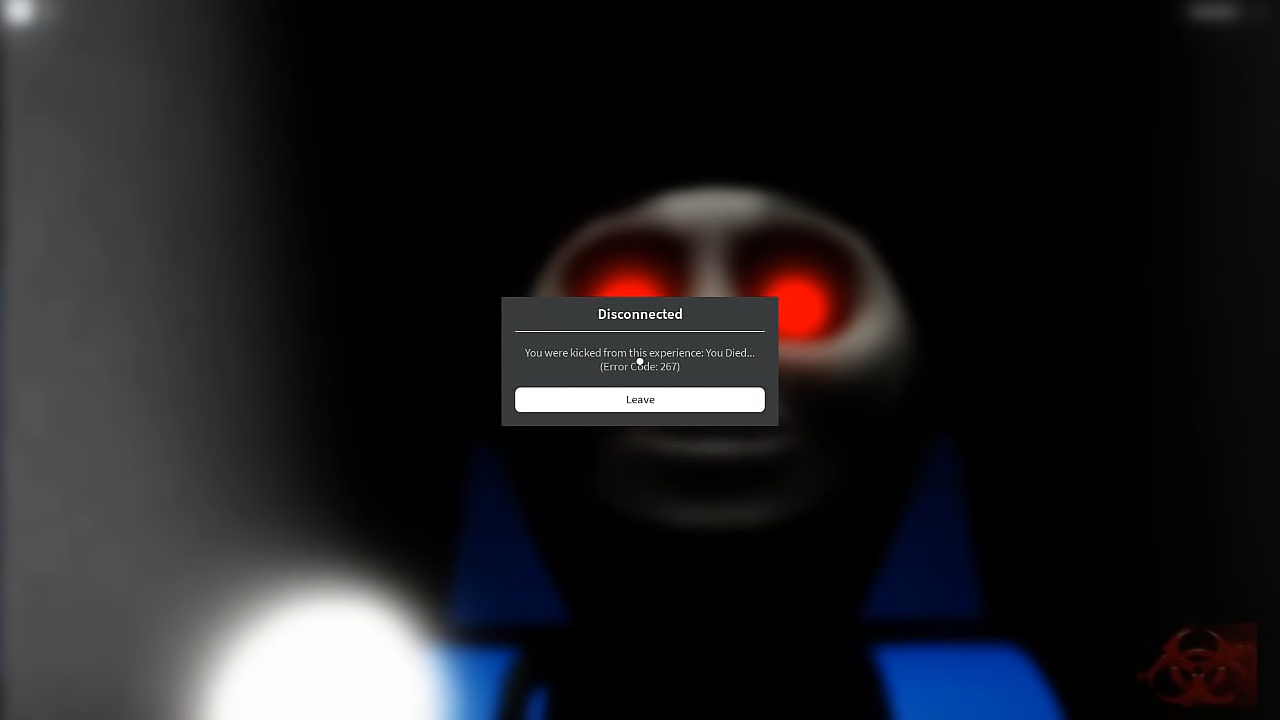 Disconnected
You were kicked from this experience: You Died...
(Error Code: 267)
Leave